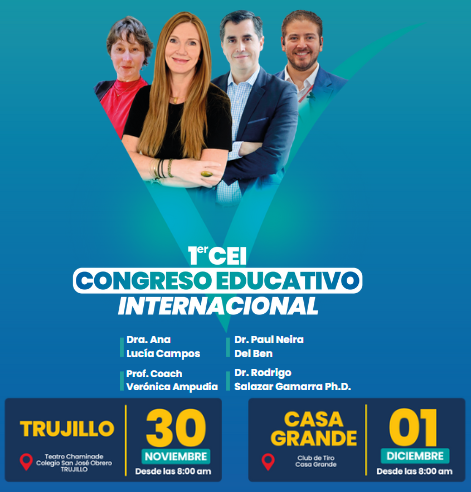 1er CEI
CONGRESO EDUCATIVO
INTERNACIONAL
Dra. Ana
Lucía Campos
Dr. Paul Neira
Del Ben
Prof. Coach
Verónica Ampudia
Dr. Rodrigo
Salazar Gamarra Ph.D.
TRUJILLO
Teatro Chaminade
Colegio San José Obrero
TRUJILLO
30
NOVIEMBRE
Desde las 8:00 am
CASA
GRANDE
Club de Tiro
Casa Grande
01
DICIEMBRE
Desde las 8:00 am